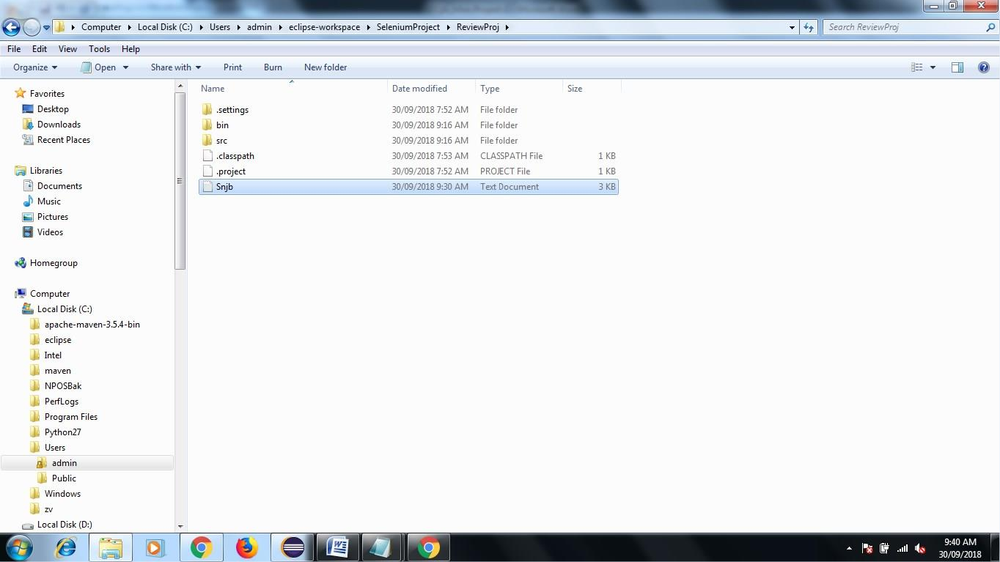 Computer Local Disk (C:) Users admin eclipse-workspace SeleniumProject ReviewProj Search ReviewProj
File Edit View Tools Help
Organize Open Share with Print Burn New folder
Favorites
Desktop
Downloads
Recent Places
Libraries
Documents
Music
Pictures
Videos
Homegroup
Computer
Local Disk (C:)
apache-maven-3.5.4-bin
eclipse
Intel
maven
NPOSBak
PerfLogs
Program Files
Python27
Users
admin
Public
Windows
zv
Local Disk (D:)
Name Date modified Type Size
.settings 30/09/2018 7:52 AM File folder
bin 30/09/2018 9:16 AM File folder
src 30/09/2018 9:16 AM File folder
.classpath 30/09/2018 7:53 AM CLASSPATH File 1 KB
.project 30/09/2018 7:52 AM PROJECT File 1 KB
Snjb 30/09/2018 9:30 AM Text Document 3 KB
9:40 AM
30/09/2018